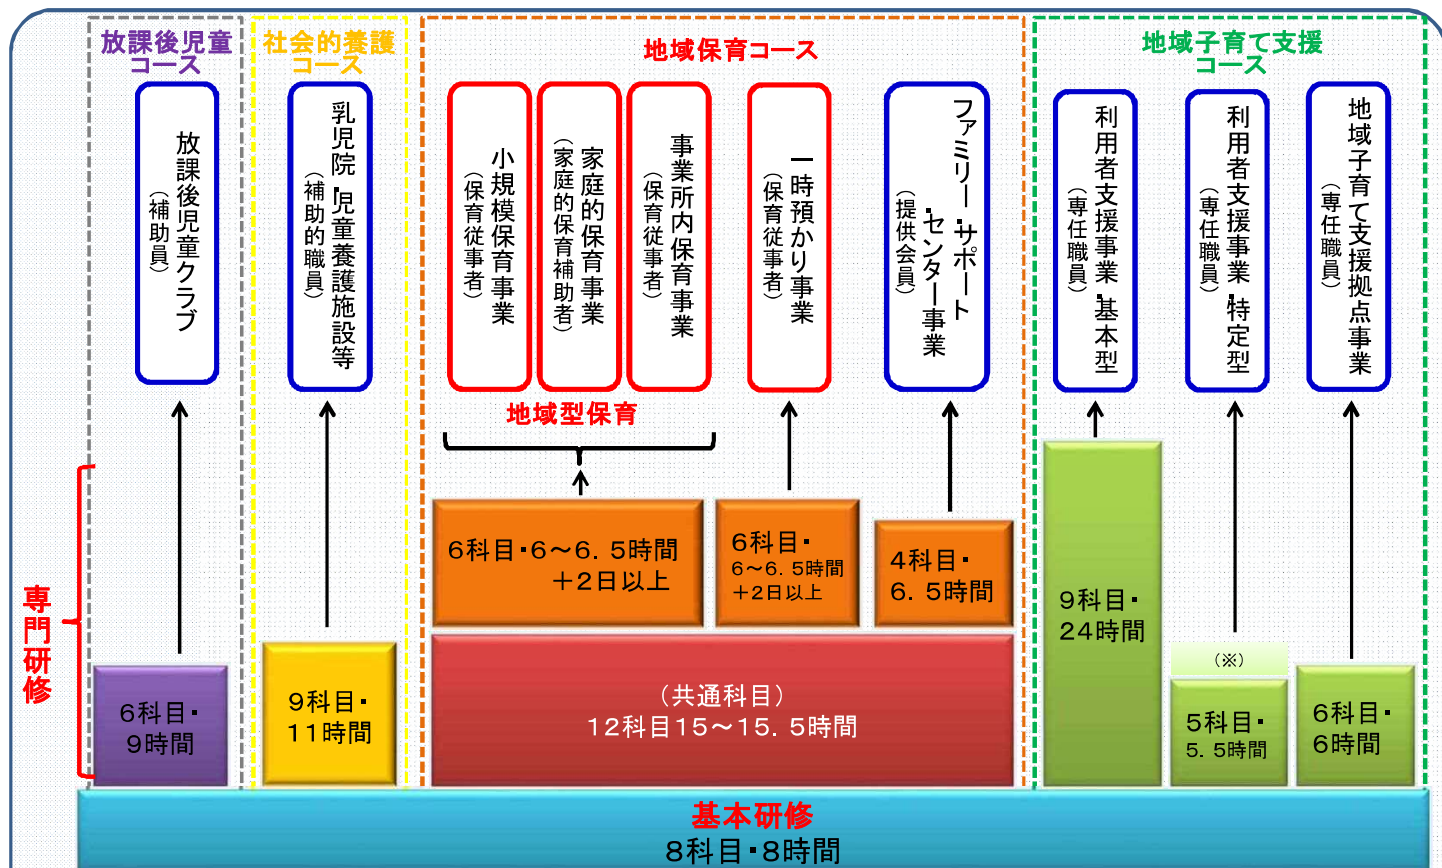 放課後児童
コース
社会的養護
コース
地域保育コース
地域子育て支援
コース
放課後児童クラブ
（補助員）
乳児院・児童養護施設等
（補助的職員）
小規模保育事業
（保育従事者）
家庭的保育事業
（家庭的保育補助者）
事業所内保育事業
（保育従事者）
一時預かり事業
（保育従事者）
ファミリー・サポート
・センター事業
（提供会員）
利用者支援事業・基本型
（専任職員）
利用者支援事業・特定型
（専任職員）
地域子育て支援拠点事業
（専任職員）
地域型保育
専門研修
6科目・
9時間
9科目・
11時間
6科目・6～6．5時間
＋2日以上
6科目・
6～6．5時間
＋2日以上
4科目・
6．5時間
（共通科目）
12科目15～15．5時間
9科目・
24時間
（※）
5科目・
5．5時間
6科目・
6時間
基本研修
8科目・8時間